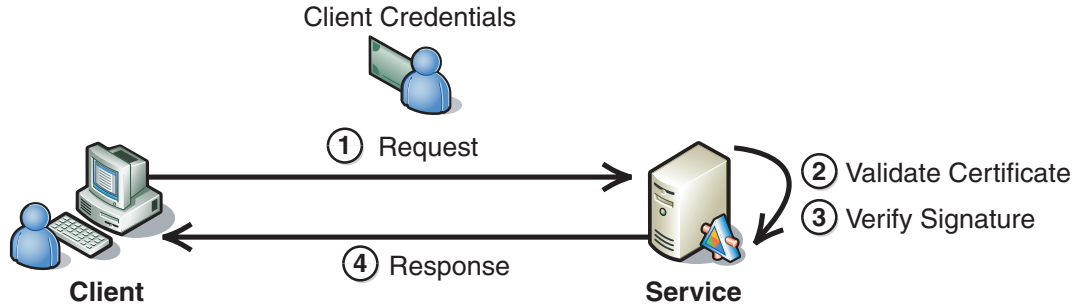 Client Credentials
1 Request
2 Validate Certificate
3 Verify Signature
4 Response
Client
Service